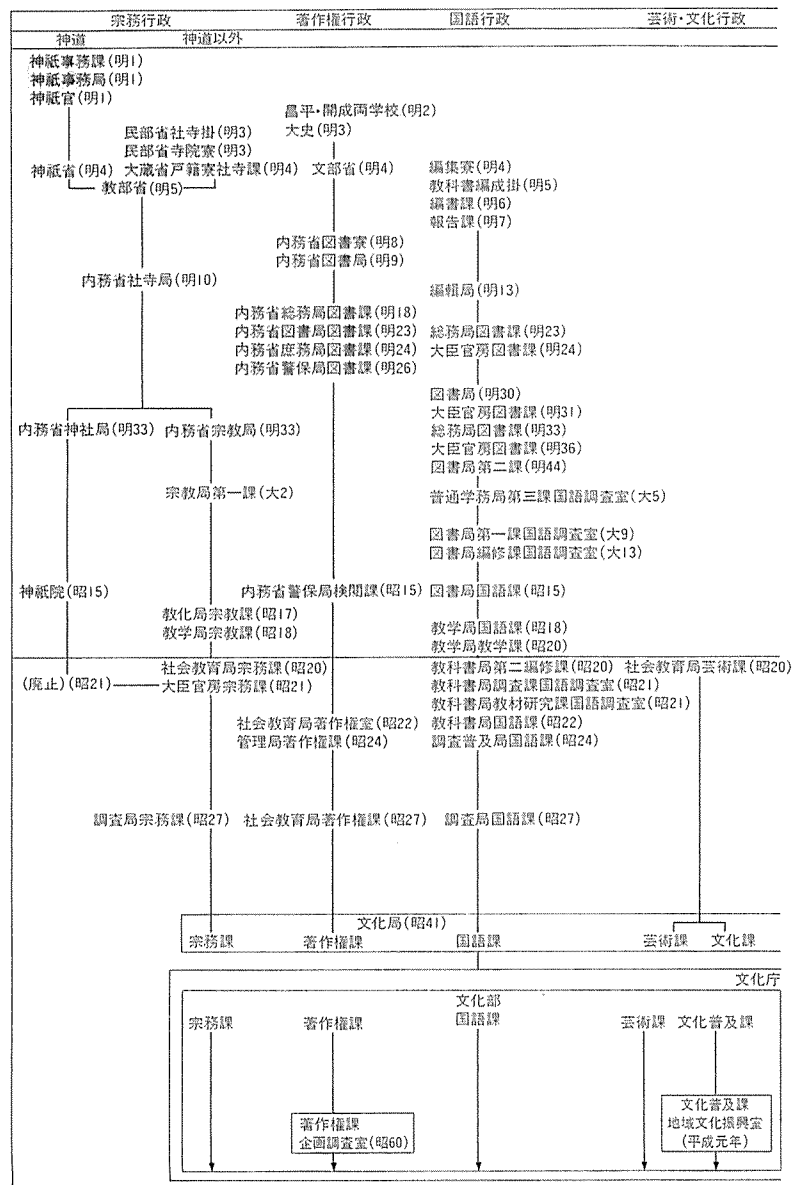 宗務行政 著作権行政 国語行政 芸術・文化行政
神道 神道以外
神祇事務課(明1)
神祇事務局(明1)
神祇官(明1)
昌平・開成両学校(明2)
民部省社寺掛(明3) 大史(明3)
民部省寺院寮(明3)
神祇省(明4) 大蔵省戸籍寮社寺課(明4) 文部省(明4) 編集寮(明4)
教部省(明5) 教科書編成掛(明5)
編書課(明6)
報告課(明7)
内務省図書寮(明8)
内務省図書局(明9)
内務省社寺局(明10)
編輯局(明13)
内務省総務局図書課(明18)
内務省図書局図書課(明23) 総務局図書課(明23)
内務省庶務局図書課(明24) 大臣官房図書課(明24)
内務省警保局図書課(明26)
図書局(明30)
大臣官房図書課(明31)
内務省神社局(明33) 内務省宗教局(明33) 総務局図書課(明33)
大臣官房図書課(明36)
図書局第二課(明44)
宗教局第一課(大2) 普通学務局第三課国語調査室(大5)
図書局第一課国語調査室(大9)
図書局編修課国語調査室(大13)
神祇院(昭15) 内務省警保局検閲課(昭15) 図書局国語課(昭15)
教化局宗教課(昭17)
教学局宗教課(昭18) 教学局国語課(昭18)
教学局教学課(昭20)
社会教育局宗務課(昭20) 教科書局第二編修課(昭20) 社会教育局芸術課(昭20)
(廃止)(昭21) 大臣官房宗務課(昭21) 教科書局調査課国語調査室(昭21)
教科書局教材研究課国語調査室(昭21)
社会教育局著作権室(昭22) 教科書局国語課(昭22)
管理局著作権課(昭24) 調査普及局国語課(昭24)
調査局宗務課(昭27) 社会教育局著作権課(昭27) 調査局国語課(昭27)
文化局(昭41)
宗務課 著作権課 国語課 芸術課 文化課
文化庁
文化部
宗務課 著作権課 国語課 芸術課 文化普及課
著作権課
企画調査室(昭60)
文化普及課
地域文化振興室
(平成元年)